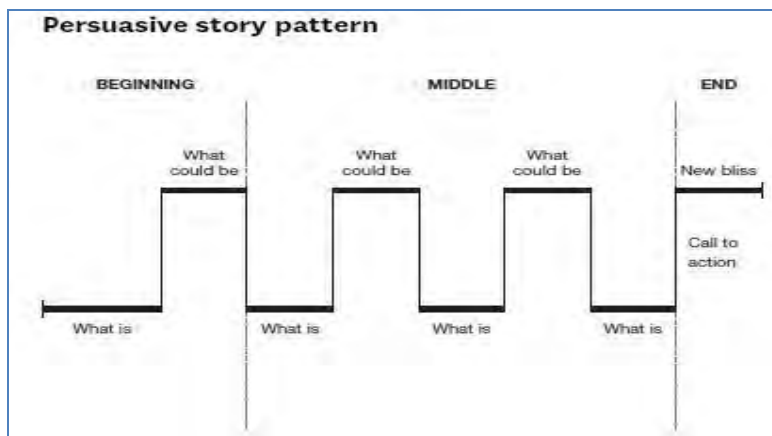 Persuasive story pattern
BEGINNING
MIDDLE
END
What
could be
What
could be
What
could be
New bliss
Call to
action
What is
What is
What is
What is